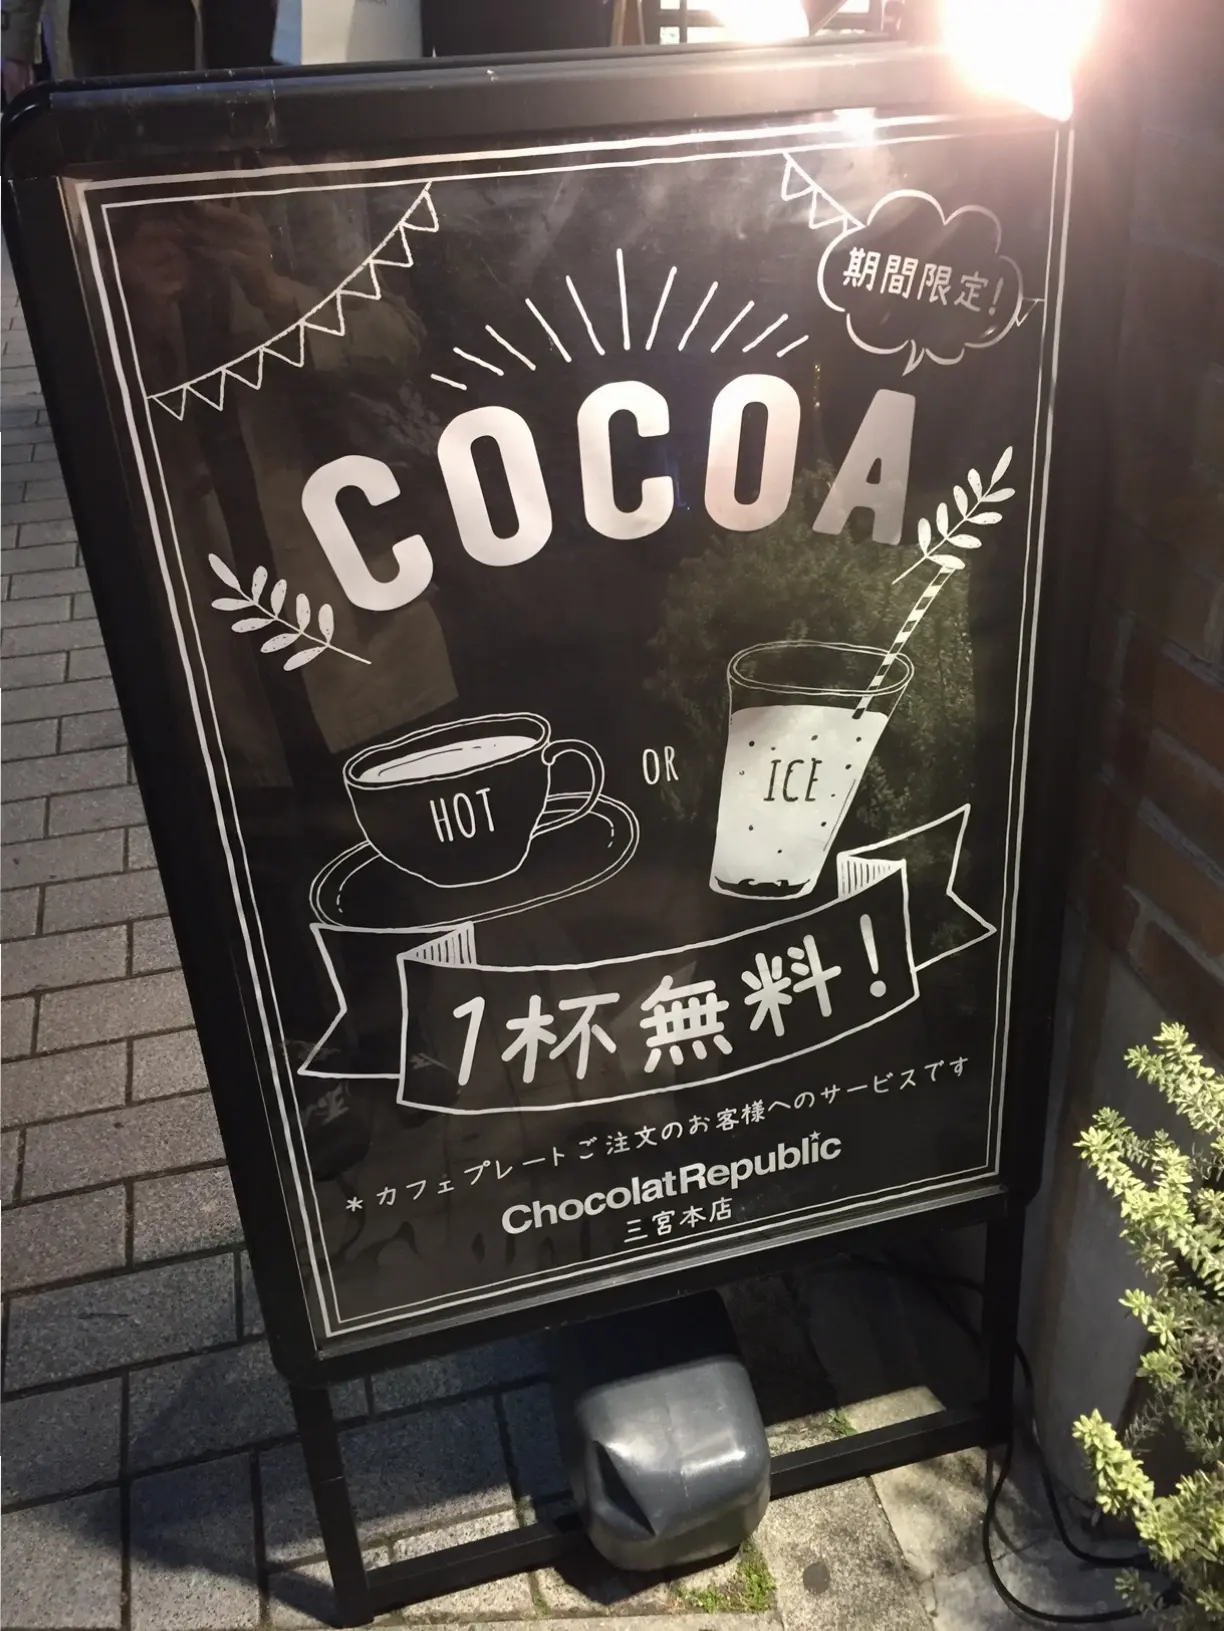 期間限定!
COCOA
HOT
OR
ICE
1杯無料!
*カフェプレートご注文のお客様へのサービスです
ChocolatRepublic
三宮本店